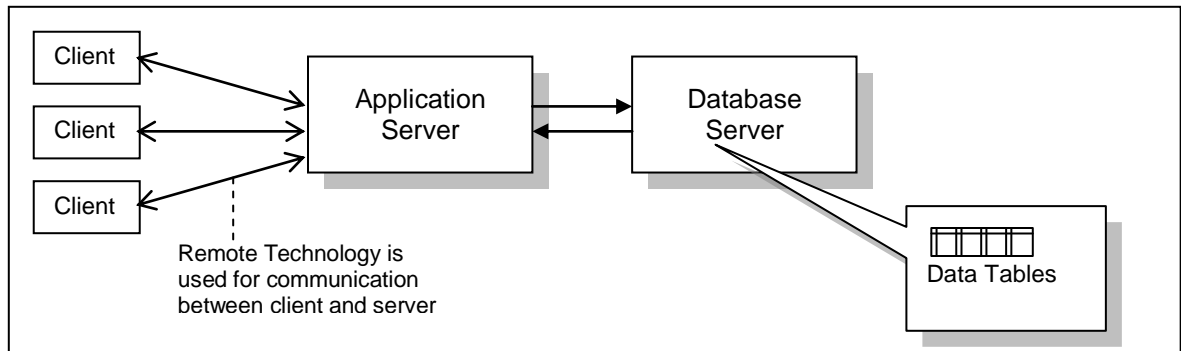 Client
Client
Client
Application
Server
Database
Server
Remote Technology is
used for communication
between client and server
Data Tables